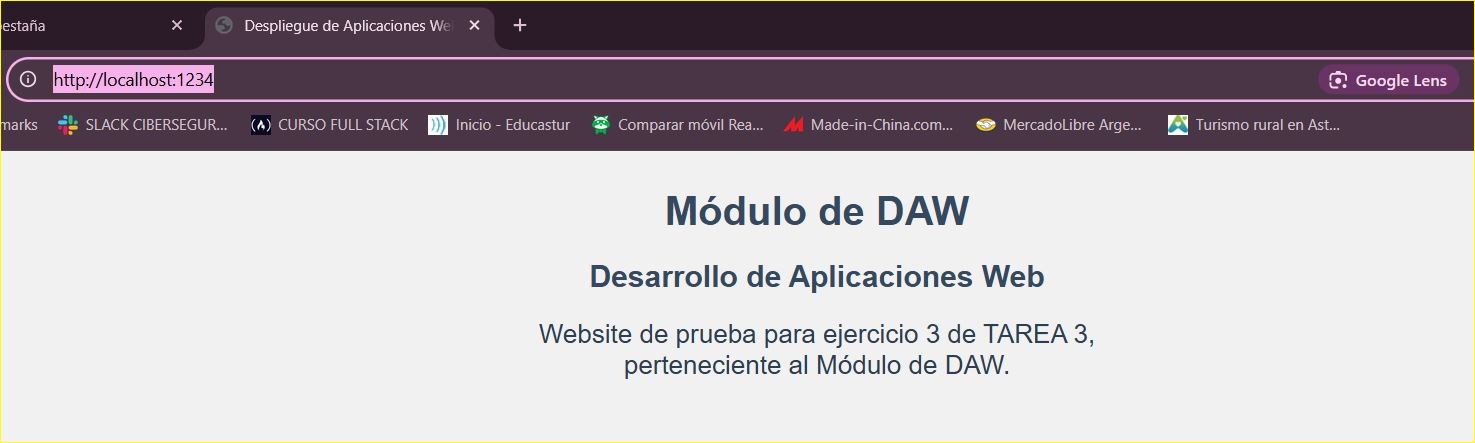 estaña
Despliegue de Aplicaciones We
http://localhost:1234
Google Lens
marks
SLACK CIBERSEGUR...
CURSO FULL STACK
Inicio - Educastur
Comparar móvil Rea...
Made-in-China.com...
MercadoLibre Arge...
Turismo rural en Ast...
Módulo de DAW
Desarrollo de Aplicaciones Web
Website de prueba para ejercicio 3 de TAREA 3,
perteneciente al Módulo de DAW.